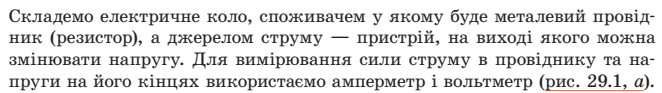 Складемо електричне коло, споживачем у якому буде металевий провід-
ник (резистор), а джерелом струму — пристрій, на виході якого можна
змінювати напругу. Для вимірювання сили струму в провіднику та на-
пруги на його кінцях використаємо амперметр і вольтметр (рис. 29.1, а).